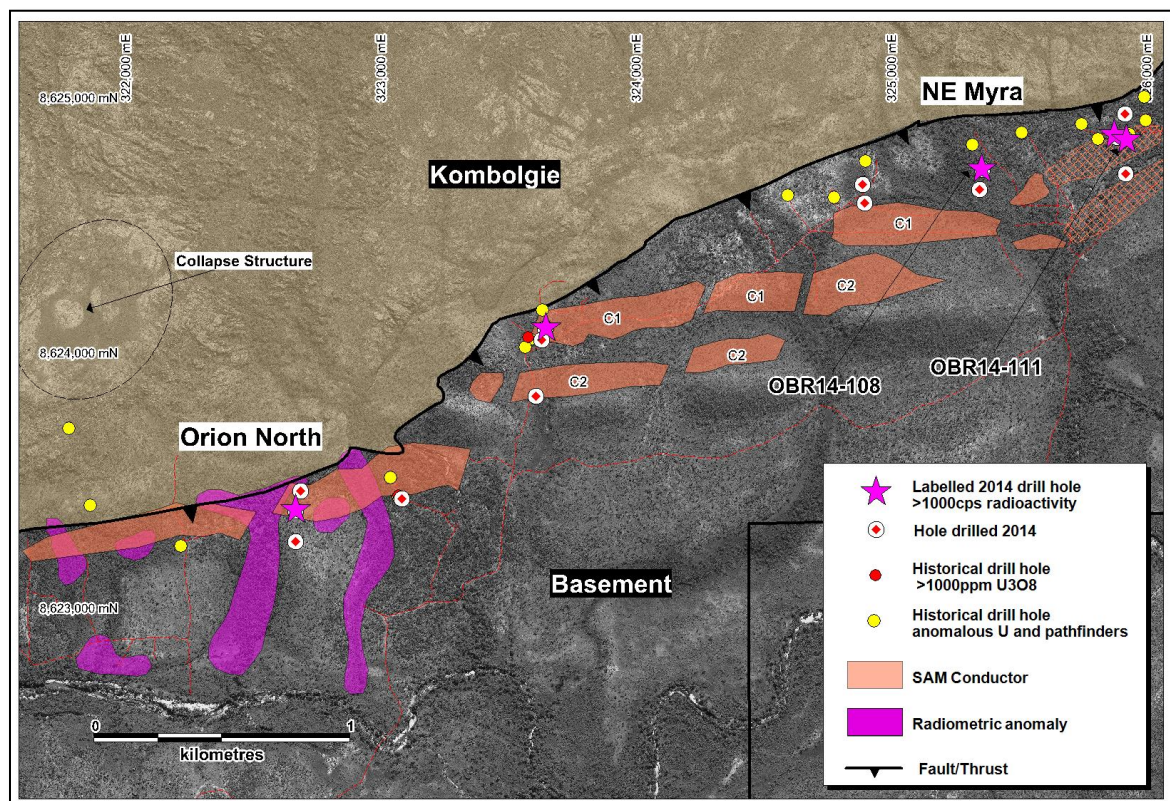 322,000 mE
323,000 mE
324,000 mE
325,000 mE
326,000 mE
8,625,000 mN
NE Myra
Kombolgie
Collapse Structure
C1
C1
C2
C1
8,624,000 mN
C2
C2
OBR14-111
OBR14-108
Orion North
Basement
8,623,000 mN
0
1
kilometres
Labelled 2014 drill hole
>1000cps radioactivity
Hole drilled 2014
Historical drill hole
>1000ppm U3O8
Historical drill hole
anomalous U and pathfinders
SAM Conductor
Radiometric anomaly
Fault/Thrust